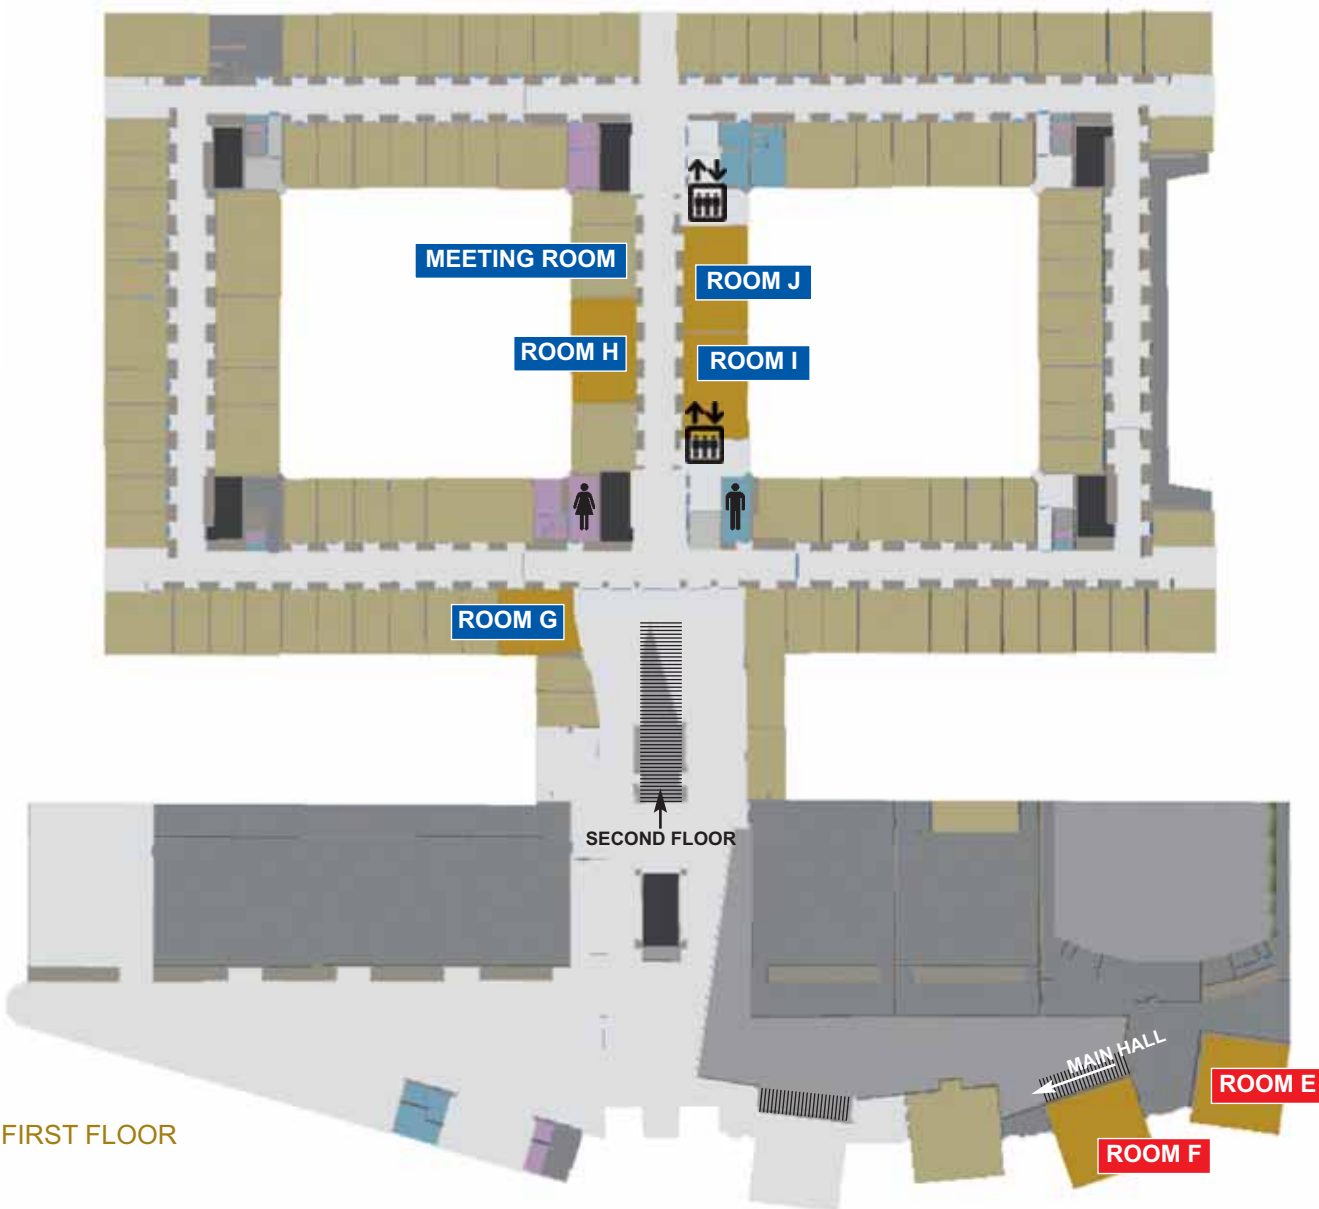 MEETING ROOM
ROOM J
ROOM H
ROOM I
ROOM G
SECOND FLOOR
MAIN HALL
ROOM E
FIRST FLOOR
ROOM F